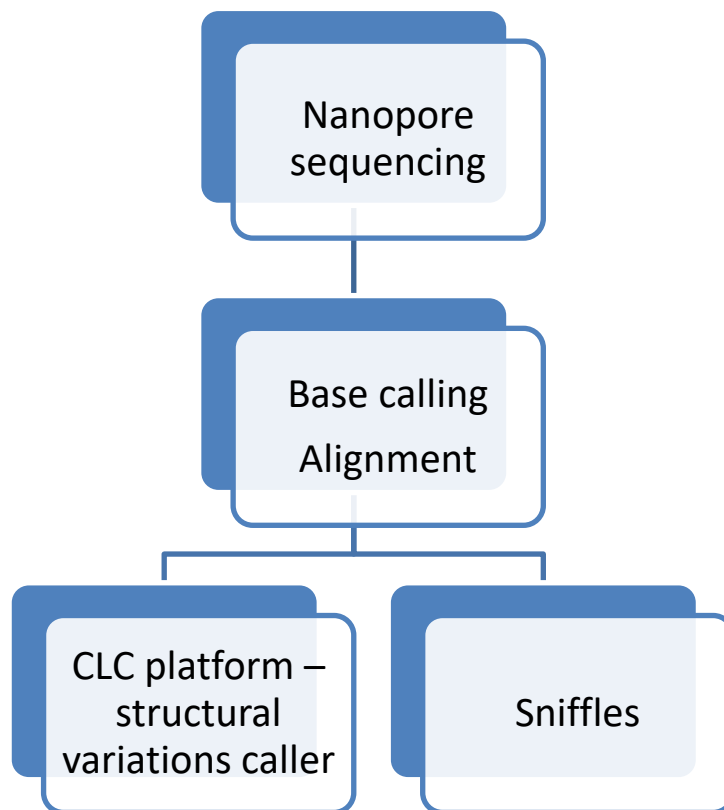 Nanopore
sequencing
Base calling
Alignment
CLC platform –
structural
variations caller
Sniffles